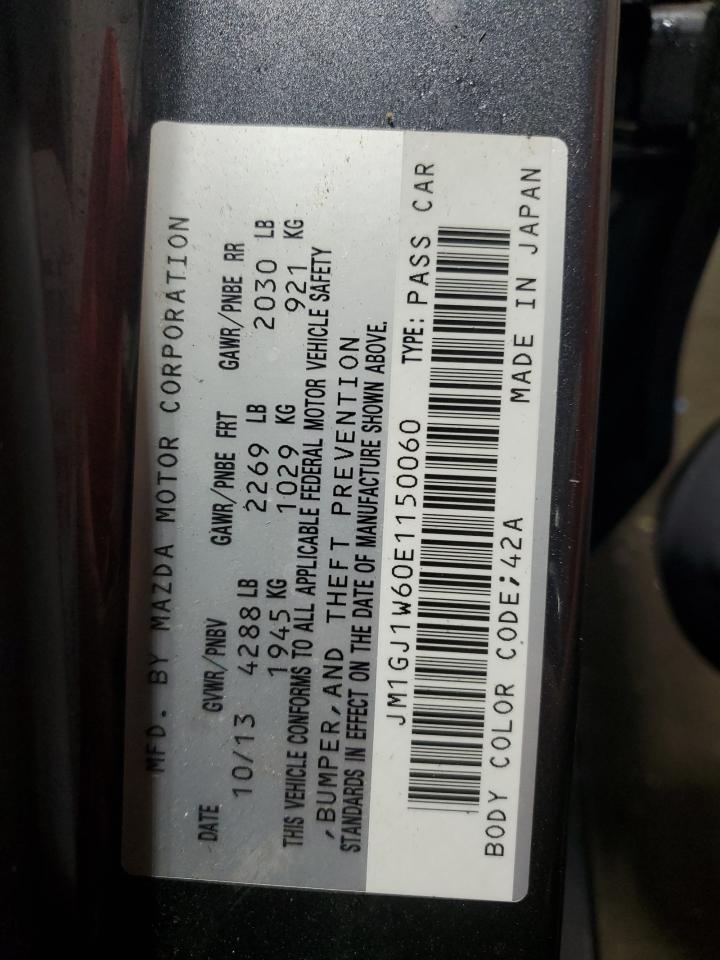 MFD. BY MAZDA MOTOR CORPORATION
DATE GVWR/PNBV GAWR/PNBE FRT GAWR/PNBE RR
10/13 4288 LB 2269 LB 2030 LB
1945 KG 1029 KG 921 KG
THIS VEHICLE CONFORMS TO ALL APPLICABLE FEDERAL MOTOR VEHICLE SAFETY
,BUMPER,AND THEFT PREVENTION
STANDARDS IN EFFECT ON THE DATE OF MANUFACTURE SHOWN ABOVE.
JM1GJ1W60E1150060 TYPE: PASS CAR
BODY COLOR CODE;42A MADE IN JAPAN